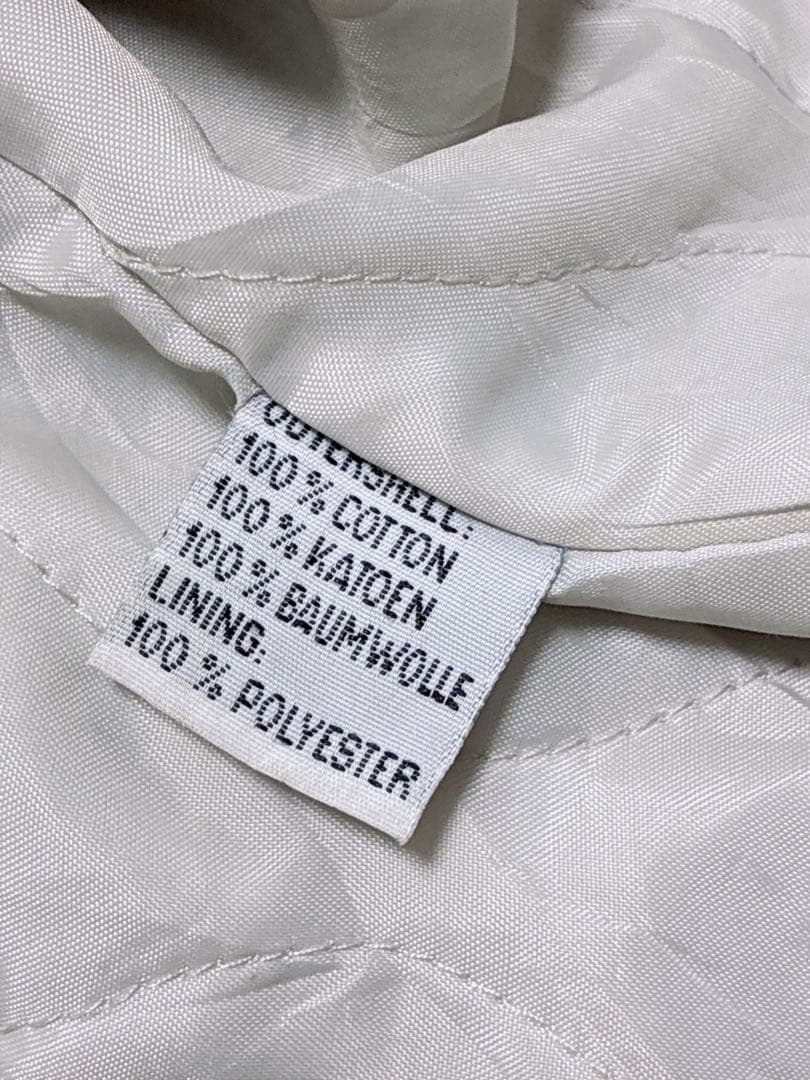 OUTERSHELL:
100 % COTTON
100 % KATOEN
100 % BAUMWOLLE
LINING:
100 % POLYESTER